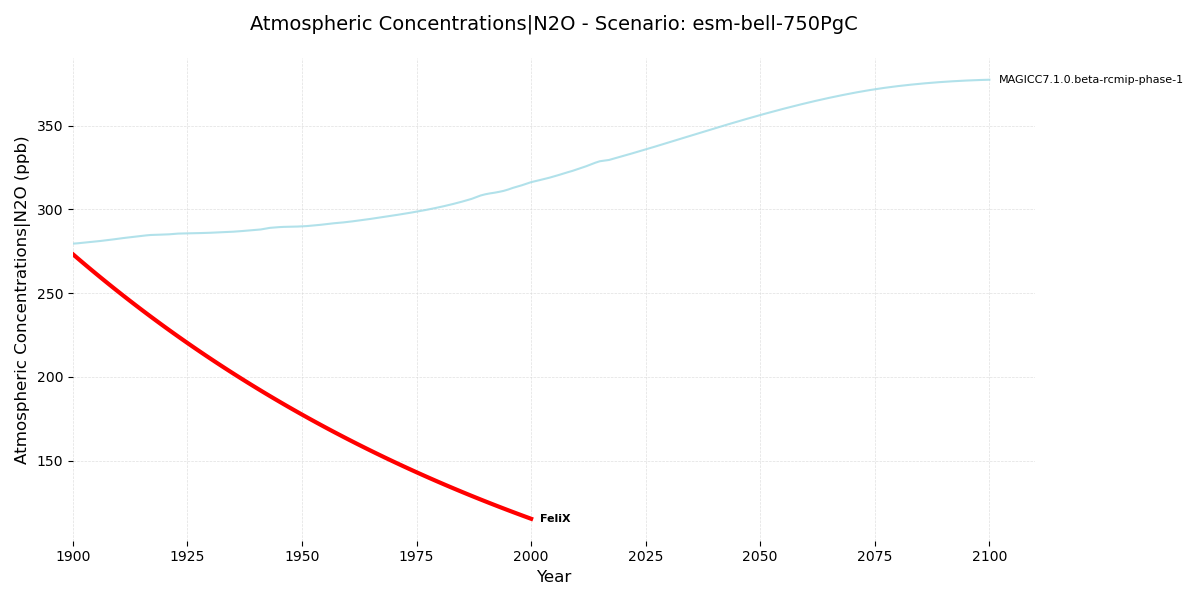 Atmospheric Concentrations|N2O - Scenario: esm-bell-750PgC
MAGICC7.1.0.beta-rcmip-phase-1
350
300
250
200
150
Atmospheric Concentrations|N2O (ppb)
FeliX
1900 1925 1950 1975 2000 2025 2050 2075 2100
Year